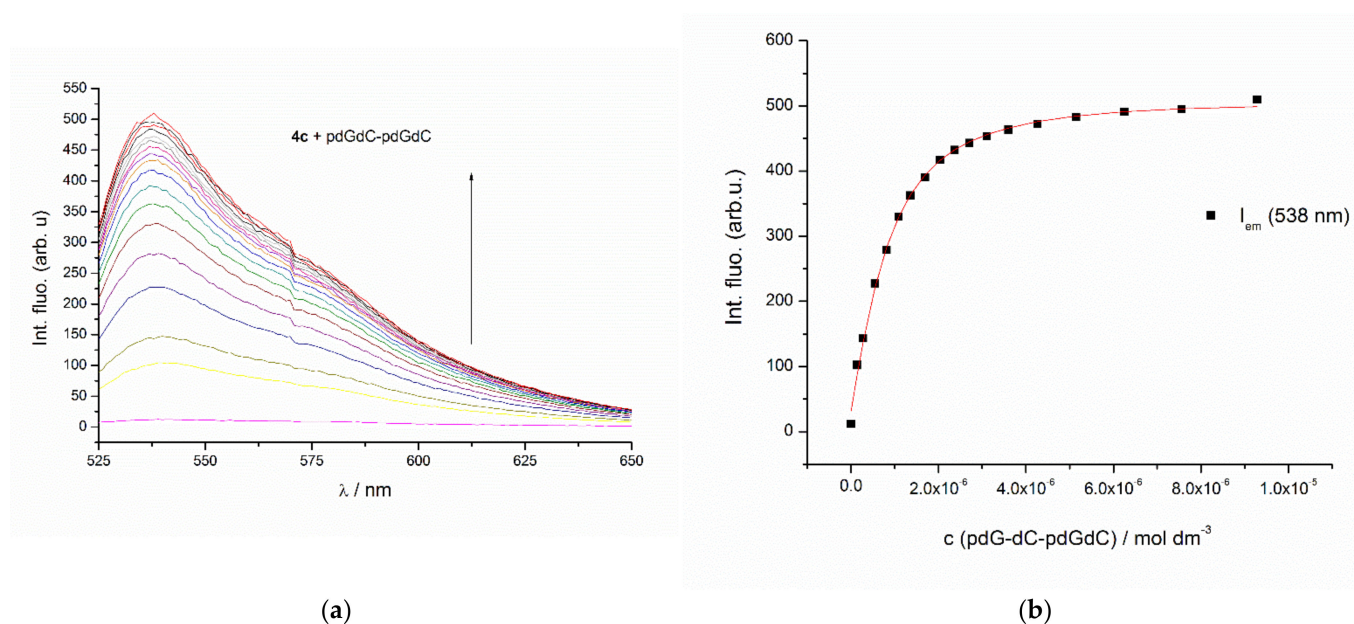 550
500
450
400
350
300
250
200
150
100
50
0
Int. fluo. (arb. u)
4c + pdGdC-pdGdC
525 550 575 600 625 650
λ / nm
(a)
600
500
400
300
200
100
0
Int. fluo. (arb.u.)
I_em (538 nm)
0.0 2.0x10^-6 4.0x10^-6 6.0x10^-6 8.0x10^-6 1.0x10^-5
c (pdG-dC-pdGdC) / mol dm^-3
(b)